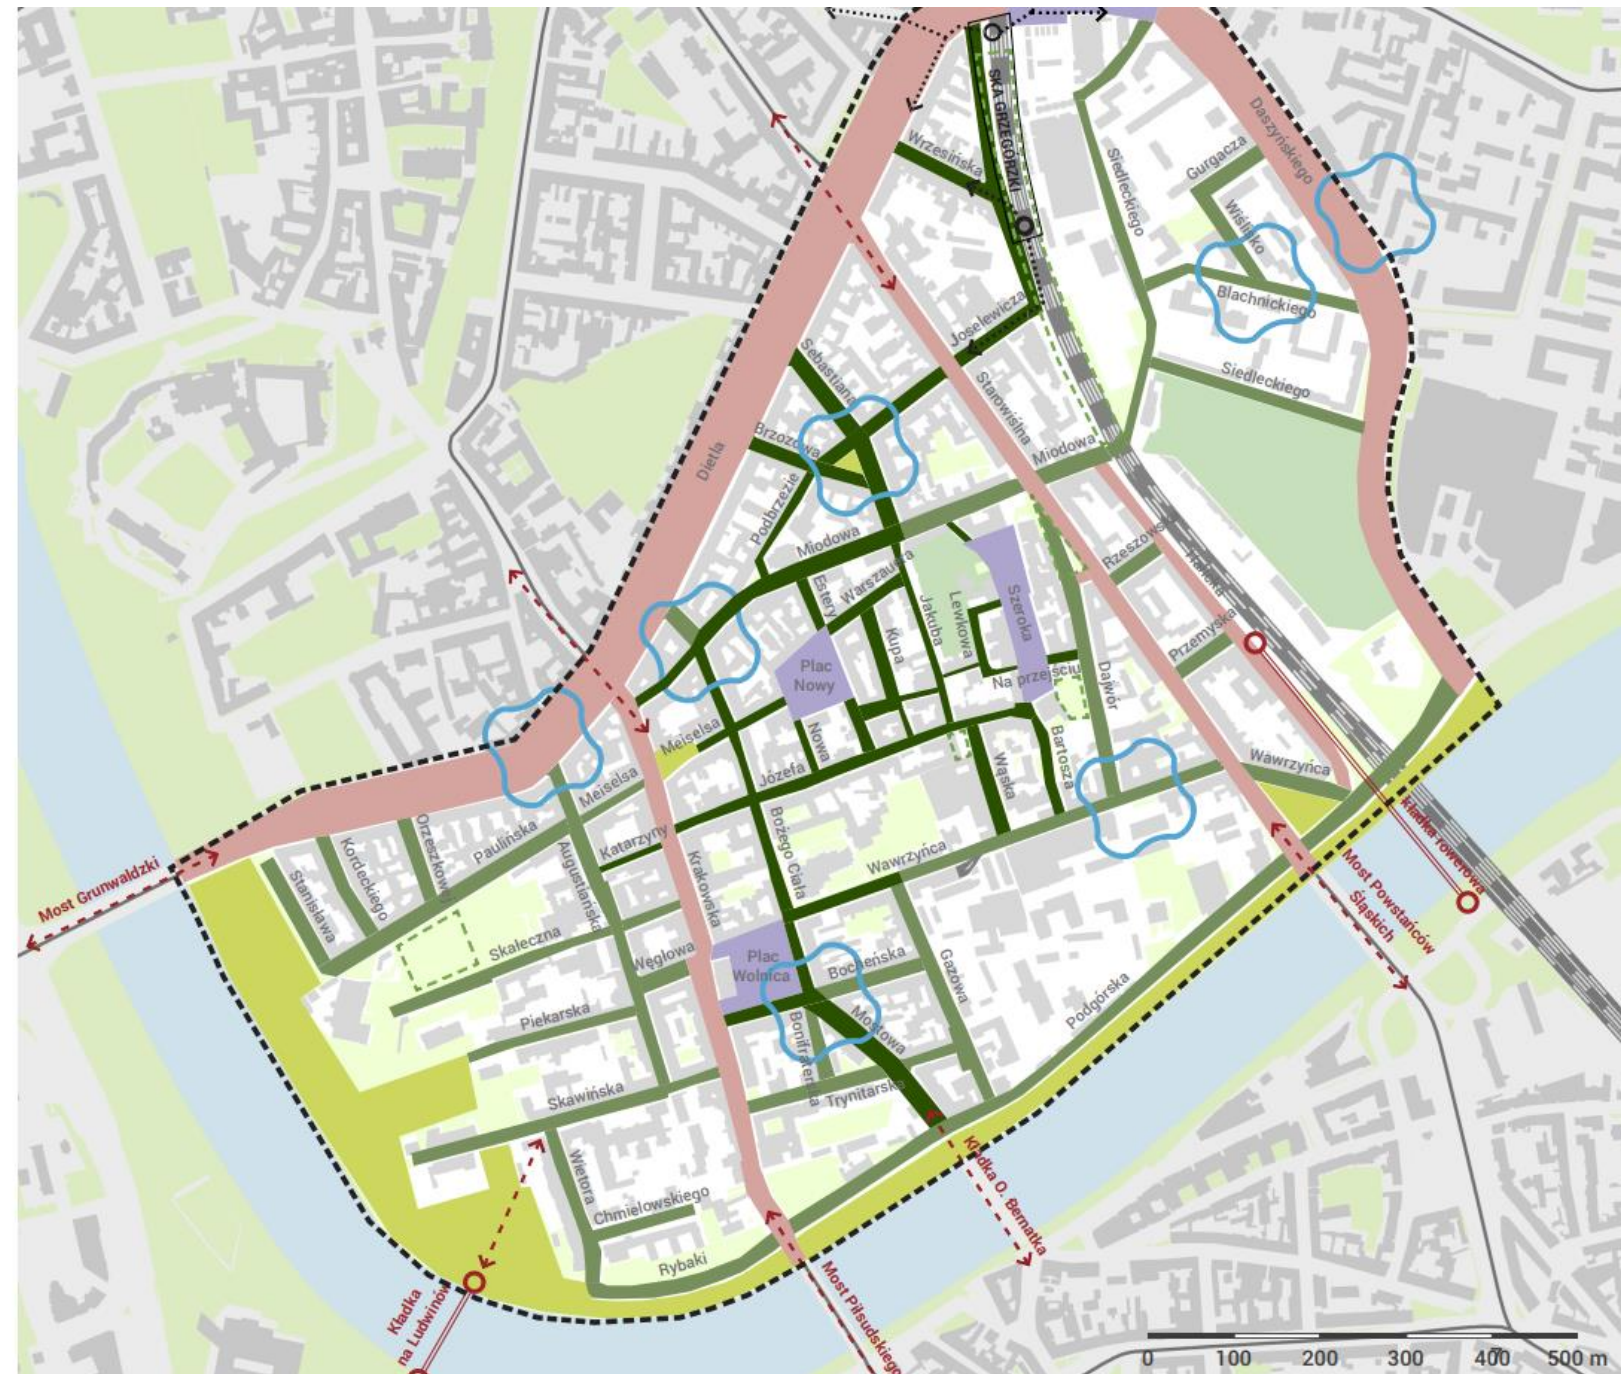 SKA GRZEGÓRZKI
Daszyńskiego
Wrzesińska
Siedleckiego
Gurgacza
Wiślisko
Blachnickiego
Joselewicza
Siedleckiego
Sebastiana
Starowiślna
Brzozowa
Miodowa
Dietla
Podbrzezie
Miodowa
Rzeszowska
Halicka
Warszauera
Estery
Jakuba
Lewkowa
Szeroka
Kupa
Przemyska
Plac
Nowy
Na przejściu
Dajwór
Meiselsa
Nowa
Bartosza
Wąska
Wawrzyńca
Józefa
Meiselsa
Paulińska
Orzeszkowej
Kordeckiego
Stanisława
Katarzyny
Augustiańska
Krakowska
Bożego Ciała
Wawrzyńca
kładka rowerowa
Most Powstańców
Śląskich
Most Grunwaldzki
Skałeczna
Węgłowa
Plac
Wolnica
Bocheńska
Gazowa
Podgórska
Piekarska
Bonifraterska
Mostowa
Skawińska
Trynitarska
Kładka O. Bernatka
Wietora
Chmielowskiego
Rybaki
Most Piłsudskiego
Kładka
na Ludwinów
0 100 200 300 400 500 m